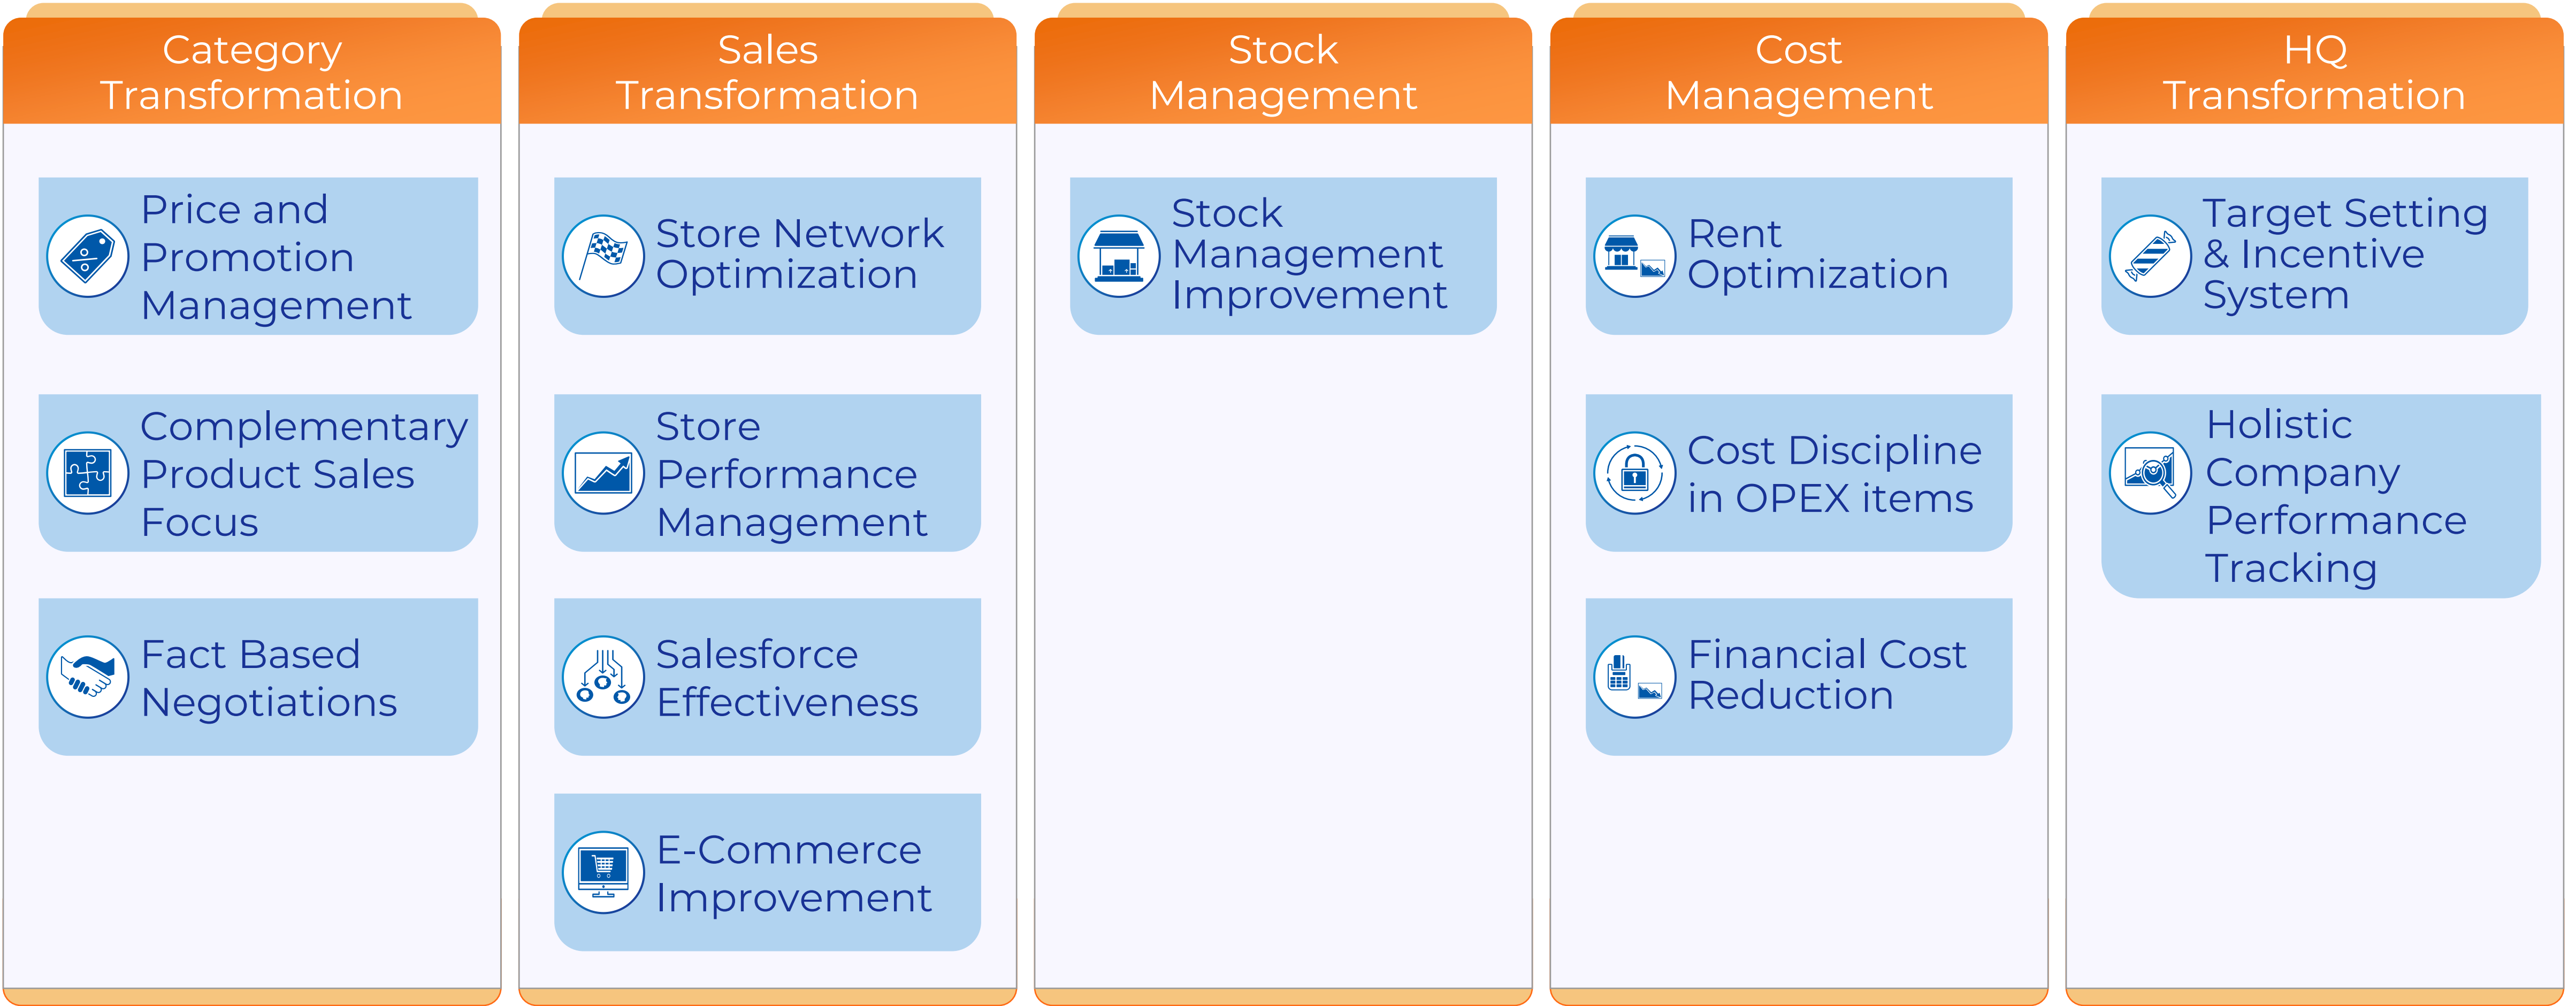 Category
Transformation
Price and
Promotion
Management
Complementary
Product Sales
Focus
Fact Based
Negotiations
Sales
Transformation
Store Network
Optimization
Store
Performance
Management
Salesforce
Effectiveness
E-Commerce
Improvement
Stock
Management
Stock
Management
Improvement
Cost
Management
Rent
Optimization
Cost Discipline
in OPEX items
Financial Cost
Reduction
HQ
Transformation
Target Setting
& Incentive
System
Holistic
Company
Performance
Tracking